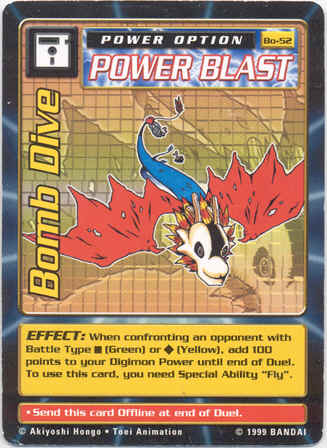 POWER OPTION
Bo-52
POWER BLAST
Bomb Dive
EFFECT: When confronting an opponent with
Battle Type ■ (Green) or ◆ (Yellow), add 100
points to your Digimon Power until end of Duel.
To use this card, you need Special Ability "Fly".
• Send this card Offline at end of Duel.
© Akiyoshi Hongo • Toei Animation
© 1999 BANDAI